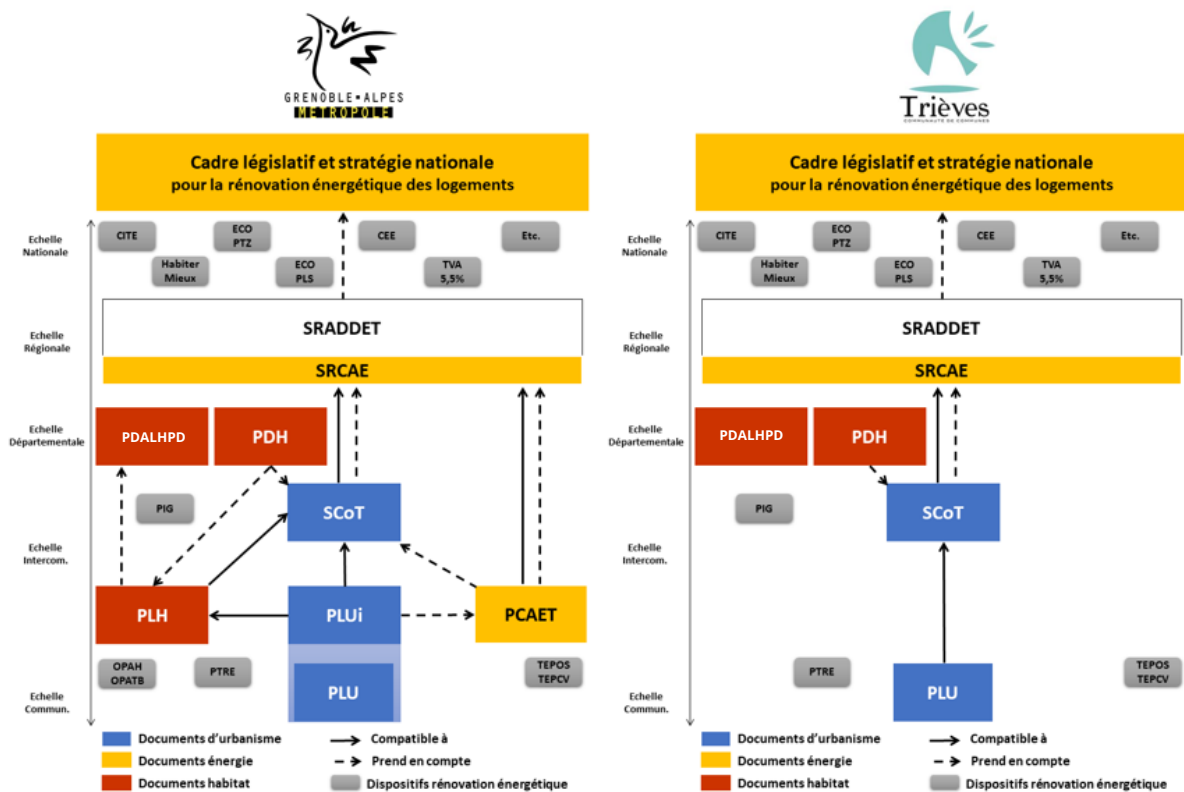 GRENOBLE-ALPES
METROPOLE
Cadre législatif et stratégie nationale
pour la rénovation énergétique des logements
Echelle
Nationale
CITE
ECO
PTZ
CEE
Etc.
Habiter
Mieux
ECO
PLS
TVA
5,5%
Echelle
Régionale
SRADDET
SRCAE
Echelle
Départementale
PDALHPD
PDH
PIG
SCoT
Echelle
Intercom.
PLH
PLUi
PCAET
OPAH
OPATB
PTRE
TEPOS
TEPCV
PLU
Echelle
Commun.
Documents d'urbanisme
Compatible à
Documents énergie
Prend en compte
Documents habitat
Dispositifs rénovation énergétique
Trièves
COMMUNAUTÉ DE COMMUNES
Cadre législatif et stratégie nationale
pour la rénovation énergétique des logements
Echelle
Nationale
CITE
ECO
PTZ
CEE
Etc.
Habiter
Mieux
ECO
PLS
TVA
5,5%
Echelle
Régionale
SRADDET
SRCAE
Echelle
Départementale
PDALHPD
PDH
PIG
SCoT
Echelle
Intercom.
PTRE
TEPOS
TEPCV
PLU
Echelle
Commun.
Documents d'urbanisme
Compatible à
Documents énergie
Prend en compte
Documents habitat
Dispositifs rénovation énergétique